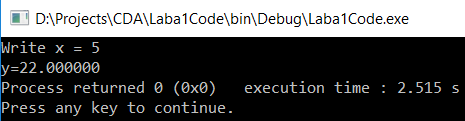 D:\Projects\CDA\Laba1Code\bin\Debug\Laba1Code.exe
Write x = 5
y=22.000000
Process returned 0 (0x0)   execution time : 2.515 s
Press any key to continue.